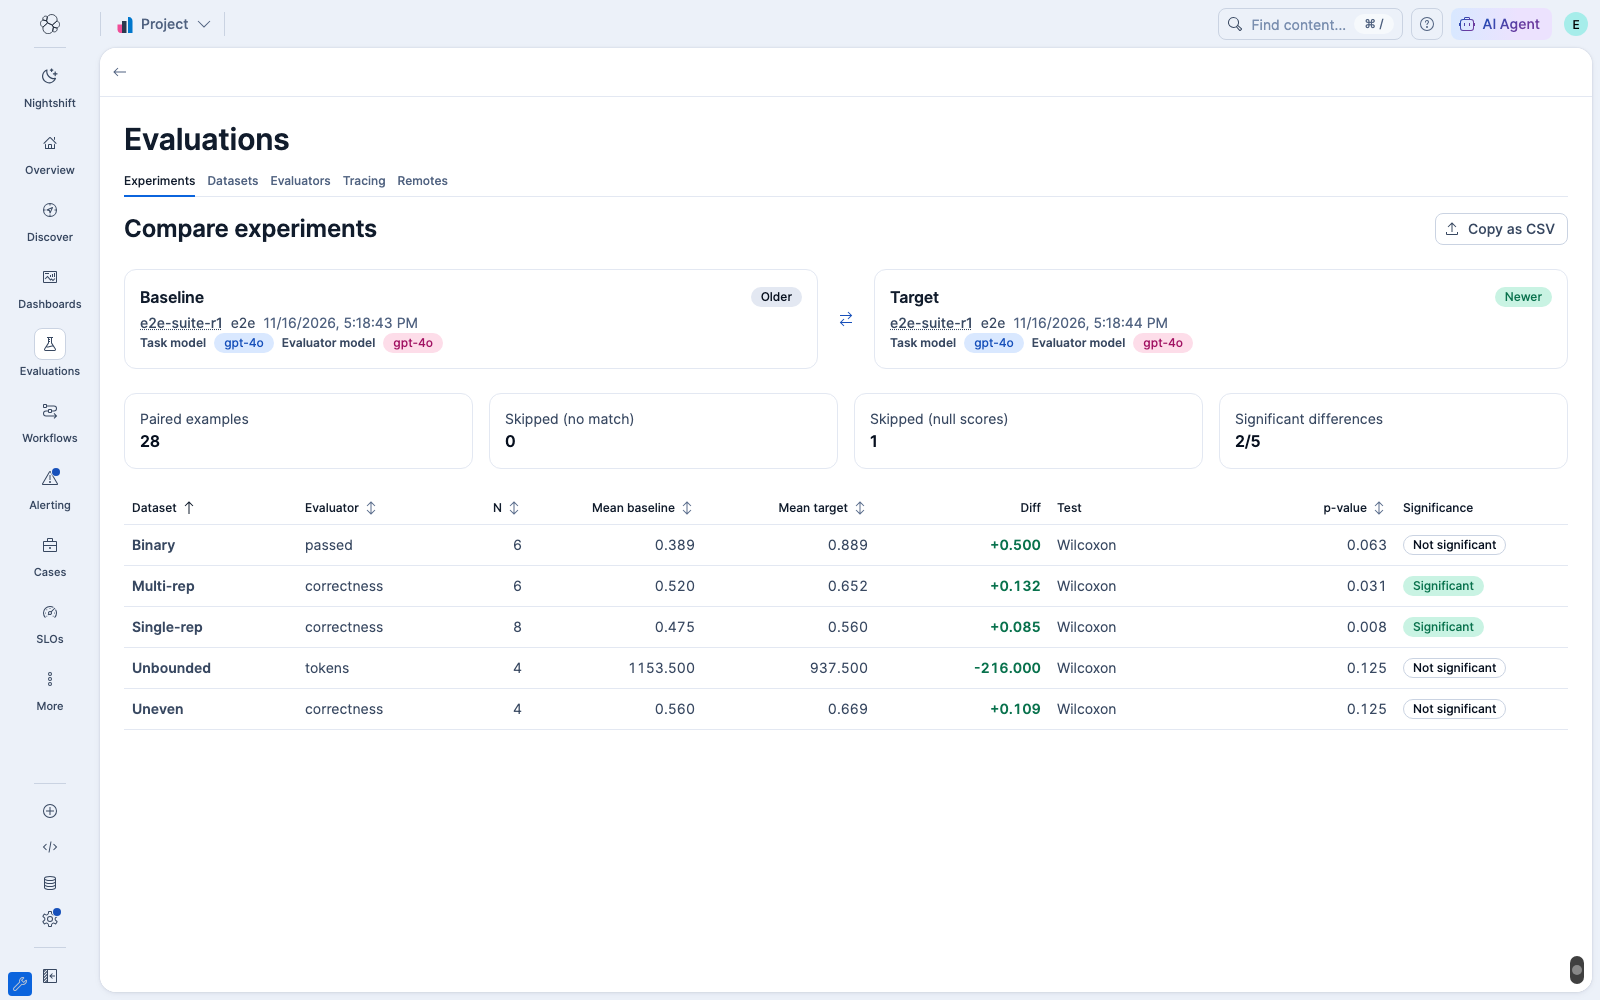 Project
Find content... ⌘ /
AI Agent
E
Nightshift
Overview
Discover
Dashboards
Evaluations
Workflows
Alerting
Cases
SLOs
More
Evaluations
Experiments Datasets Evaluators Tracing Remotes
Compare experiments
Copy as CSV
Baseline Older
e2e-suite-r1 e2e 11/16/2026, 5:18:43 PM
Task model gpt-4o Evaluator model gpt-4o
Target Newer
e2e-suite-r1 e2e 11/16/2026, 5:18:44 PM
Task model gpt-4o Evaluator model gpt-4o
Paired examples
28
Skipped (no match)
0
Skipped (null scores)
1
Significant differences
2/5
Dataset Evaluator N Mean baseline Mean target Diff Test p-value Significance
Binary passed 6 0.389 0.889 +0.500 Wilcoxon 0.063 Not significant
Multi-rep correctness 6 0.520 0.652 +0.132 Wilcoxon 0.031 Significant
Single-rep correctness 8 0.475 0.560 +0.085 Wilcoxon 0.008 Significant
Unbounded tokens 4 1153.500 937.500 -216.000 Wilcoxon 0.125 Not significant
Uneven correctness 4 0.560 0.669 +0.109 Wilcoxon 0.125 Not significant